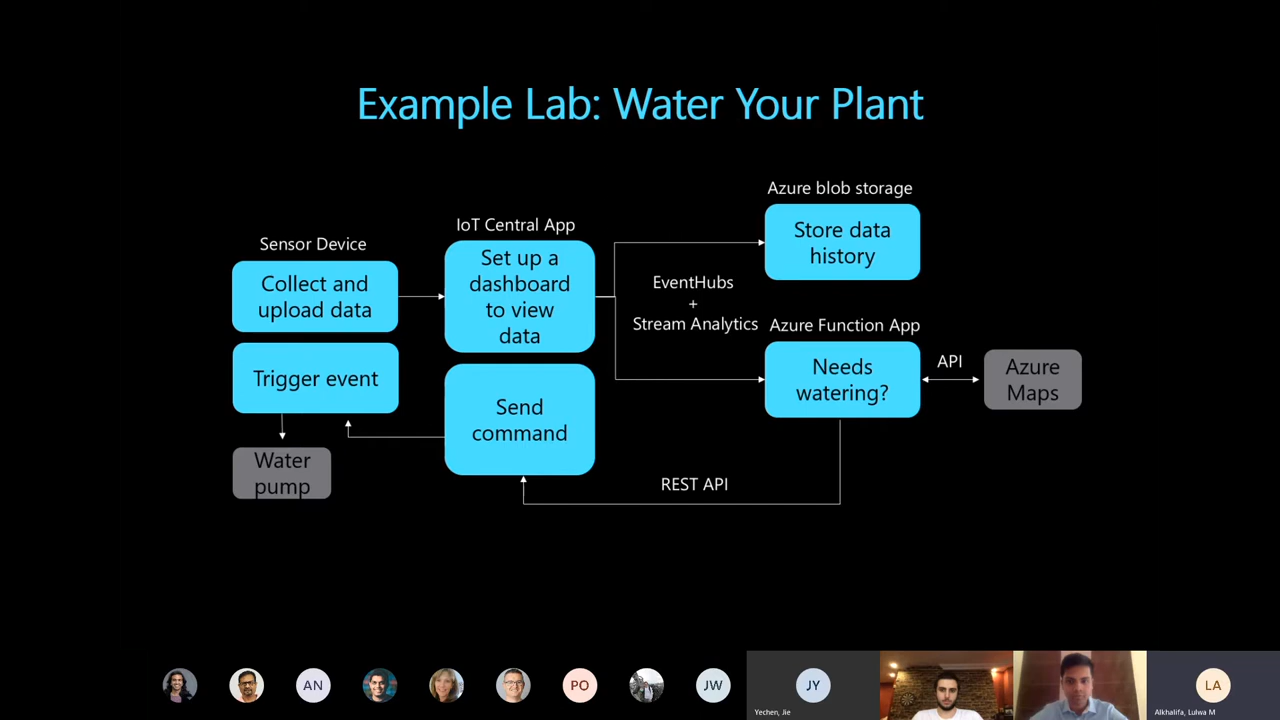 Example Lab: Water Your Plant
Azure blob storage
Store data
history
IoT Central App
Set up a
dashboard
to view
data
Sensor Device
Collect and
upload data
EventHubs
+
Stream Analytics
Azure Function App
Needs
watering?
API
Azure
Maps
Trigger event
Send
command
Water
pump
REST API
AN
PO
JW
JY
LA
Yechen, Jie
Alkhalifa, Lulwa M